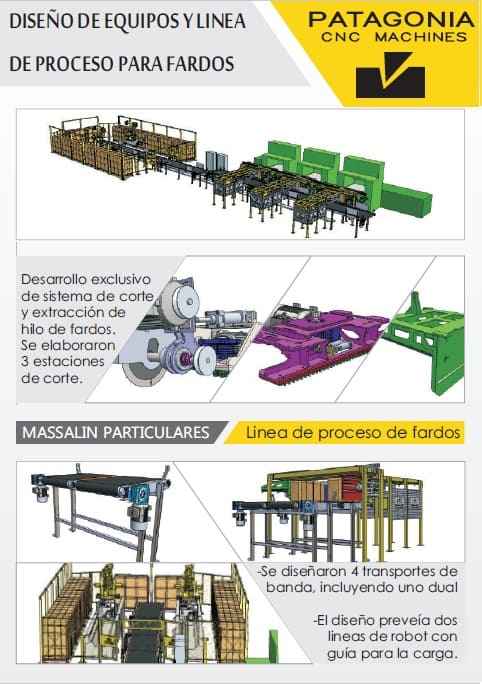 DISEÑO DE EQUIPOS Y LINEA
DE PROCESO PARA FARDOS
PATAGONIA
CNC MACHINES
Desarrollo exclusivo
de sistema de corte
y extracción de
hilo de fardos.
Se elaboraron
3 estaciones
de corte.
MASSALIN PARTICULARES
Linea de proceso de fardos
-Se diseñaron 4 transportes de
banda, incluyendo uno dual
-El diseño preveía dos
lineas de robot con
guía para la carga.